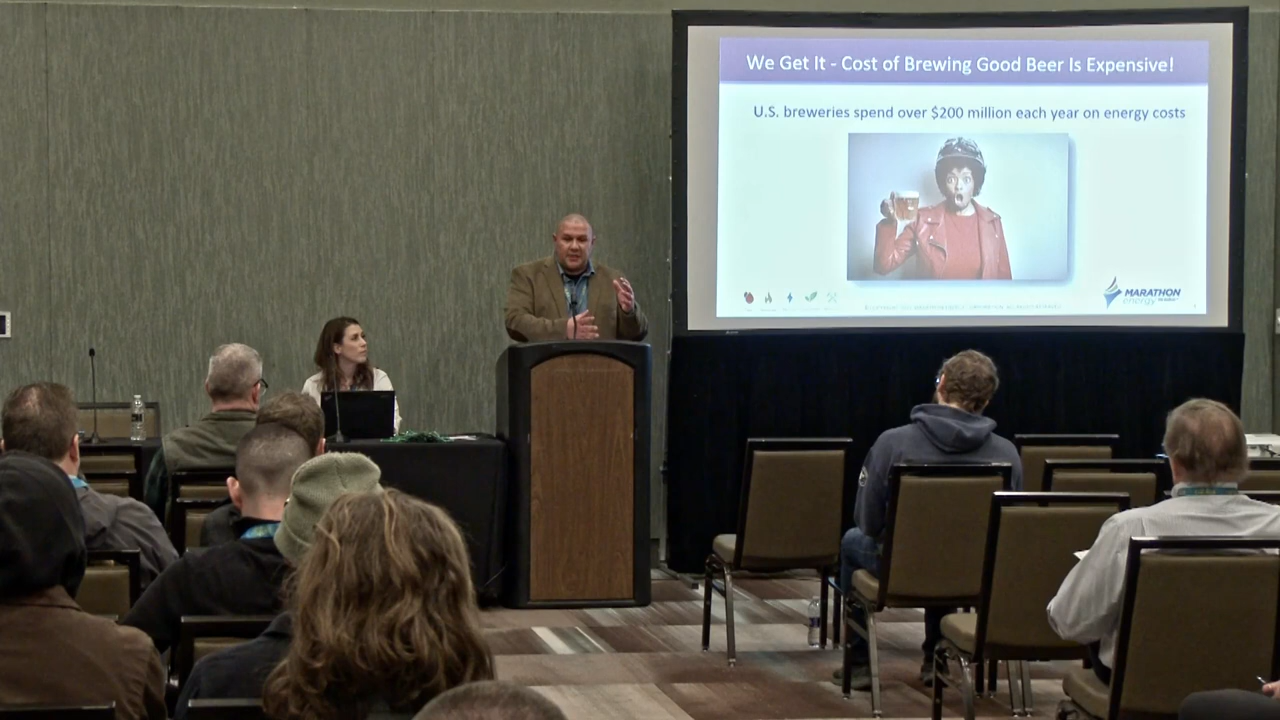 We Get It - Cost of Brewing Good Beer Is Expensive!
U.S. breweries spend over $200 million each year on energy costs
MARATHON
energy